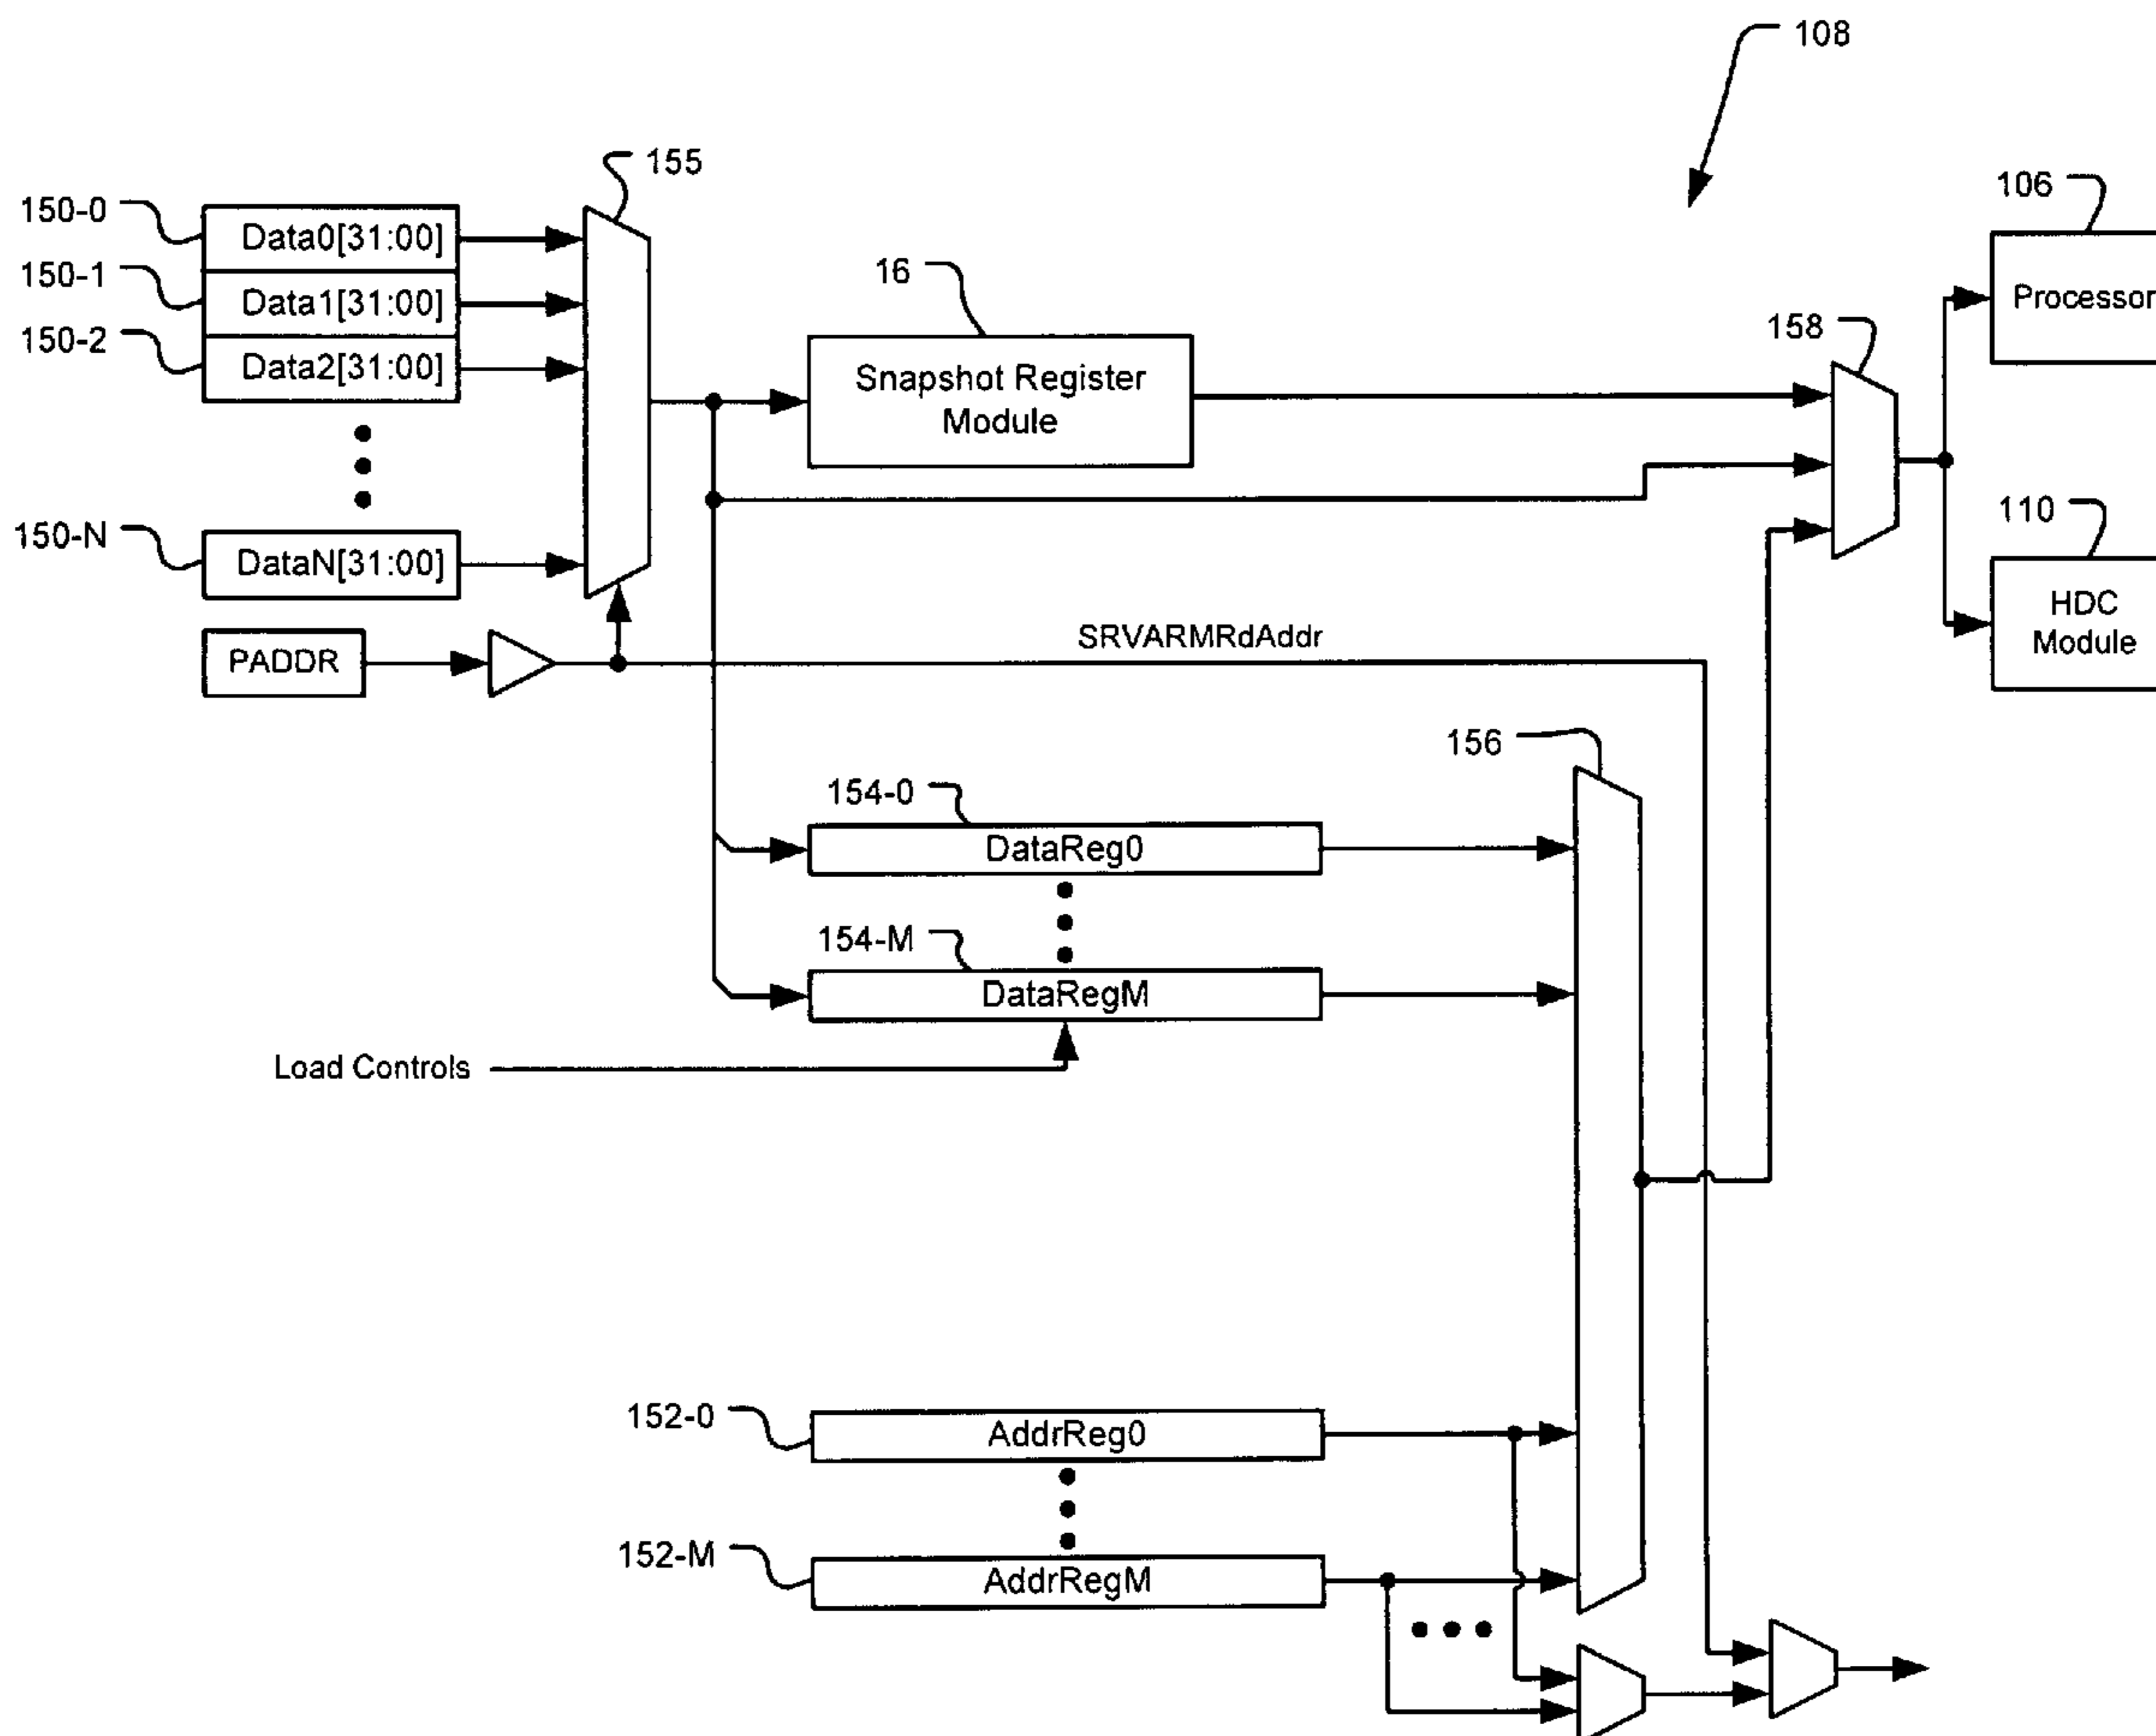 108
155
106
150-0
Data0[31:00]
150-1
Data1[31:00]
16
150-2
Data2[31:00]
Processor
158
Snapshot Register
Module
110
150-N
DataN[31:00]
HDC
Module
PADDR
SRVARMRdAddr
156
154-0
DataReg0
154-M
DataRegM
Load Controls
152-0
AddrReg0
152-M
AddrRegM